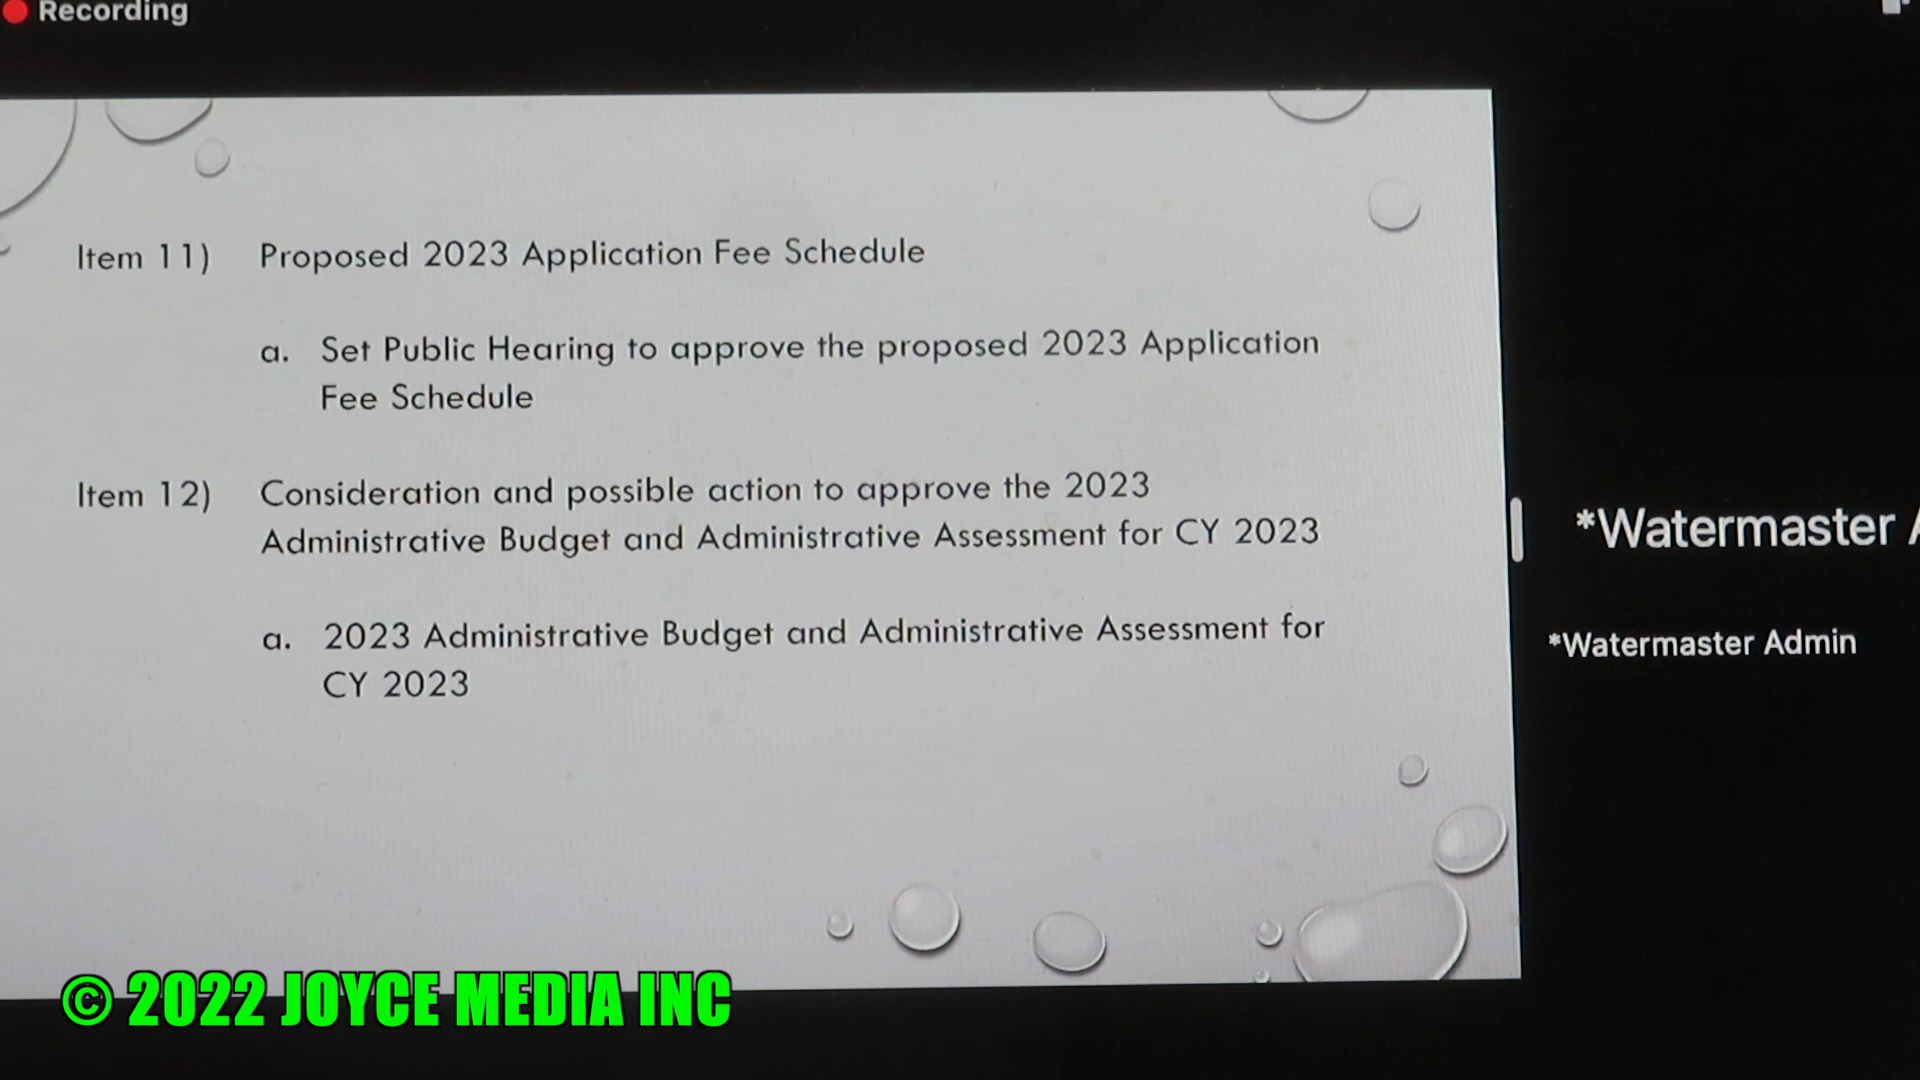 Recording
Item 11) Proposed 2023 Application Fee Schedule
a. Set Public Hearing to approve the proposed 2023 Application
Fee Schedule
Item 12) Consideration and possible action to approve the 2023
Administrative Budget and Administrative Assessment for CY 2023
a. 2023 Administrative Budget and Administrative Assessment for
CY 2023
*Watermaster A
*Watermaster Admin
© 2022 JOYCE MEDIA INC